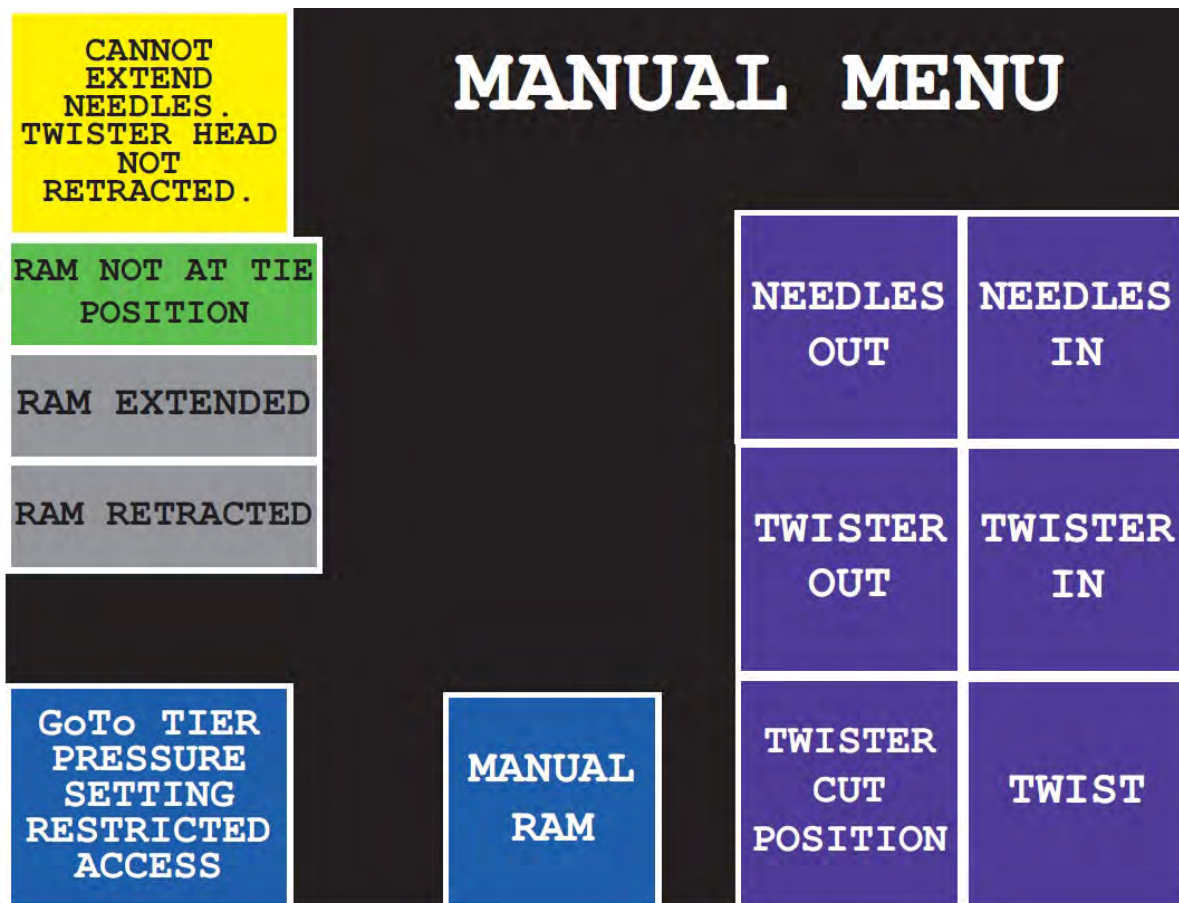 CANNOT
EXTEND
NEEDLES.
TWISTER HEAD
NOT
RETRACTED.
MANUAL MENU
RAM NOT AT TIE
POSITION
RAM EXTENDED
RAM RETRACTED
NEEDLES
OUT
NEEDLES
IN
TWISTER
OUT
TWISTER
IN
GoTo TIER
PRESSURE
SETTING
RESTRICTED
ACCESS
MANUAL
RAM
TWISTER
CUT
POSITION
TWIST